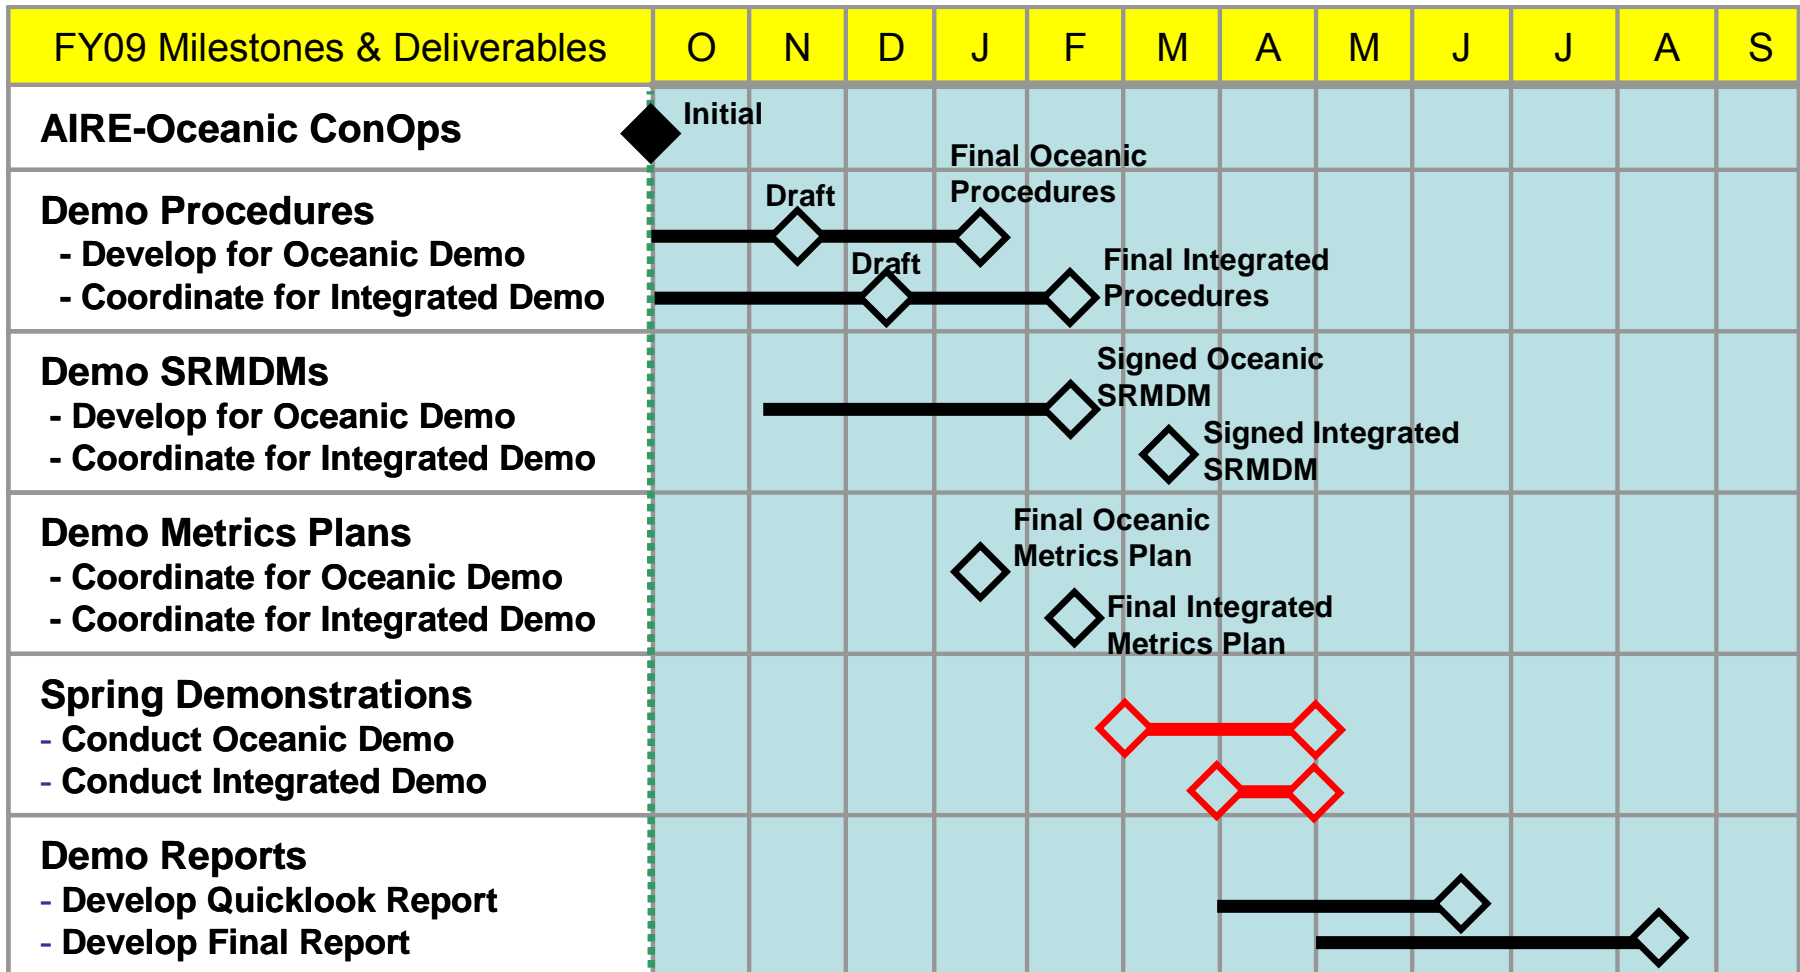 FY09 Milestones & Deliverables O N D J F M A M J J A S
AIRE-Oceanic ConOps
Initial
Demo Procedures
- Develop for Oceanic Demo
- Coordinate for Integrated Demo
Draft
Final Oceanic
Procedures
Draft
Final Integrated
Procedures
Demo SRMDMs
- Develop for Oceanic Demo
- Coordinate for Integrated Demo
Signed Oceanic
SRMDM
Signed Integrated
SRMDM
Demo Metrics Plans
- Coordinate for Oceanic Demo
- Coordinate for Integrated Demo
Final Oceanic
Metrics Plan
Final Integrated
Metrics Plan
Spring Demonstrations
- Conduct Oceanic Demo
- Conduct Integrated Demo
Demo Reports
- Develop Quicklook Report
- Develop Final Report